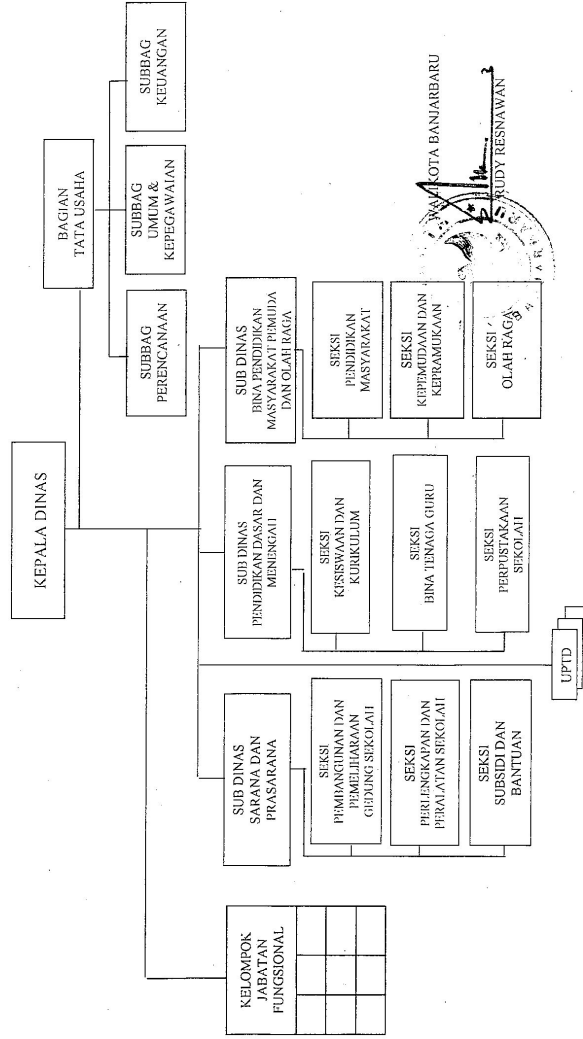 KEPALA DINAS
BAGIAN
TATA USAHA
SUBBAG
PERENCANAAN
SUBBAG
UMUM &
KEPEGAWAIAN
SUBBAG
KEUANGAN
KELOMPOK
JABATAN
FUNGSIONAL
SUB DINAS
SARANA DAN
PRASARANA
SEKSI
PEMBANGUNAN DAN
PEMELIHARAAN
GEDUNG SEKOLAH
SEKSI
PERLENGKAPAN DAN
PERALATAN SEKOLAH
SEKSI
SUBSIDI DAN
BANTUAN
SUB DINAS
PENDIDIKAN DASAR DAN
MENENGAH
SEKSI
KESISWAAN DAN
KURIKULUM
SEKSI
BINA TENAGA GURU
SEKSI
PERPUSTAKAAN
SEKOLAH
SUB DINAS
BINA PENDIDIKAN
MASYARAKAT PEMUDA
DAN OLAH RAGA
SEKSI
PENDIDIKAN
MASYARAKAT
SEKSI
KEPEMUDAAN DAN
KEPRAMUKAAN
SEKSI
OLAH RAGA
UPTD
WALIKOTA BANJARBARU
RUDY RESNAWAN